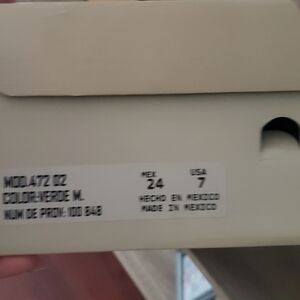 MOD.472 02
COLOR:VERDE M.
NUM DE PROV: 100 848
MEX USA
24 7
HECHO EN MEXICO
MADE IN MEXICO